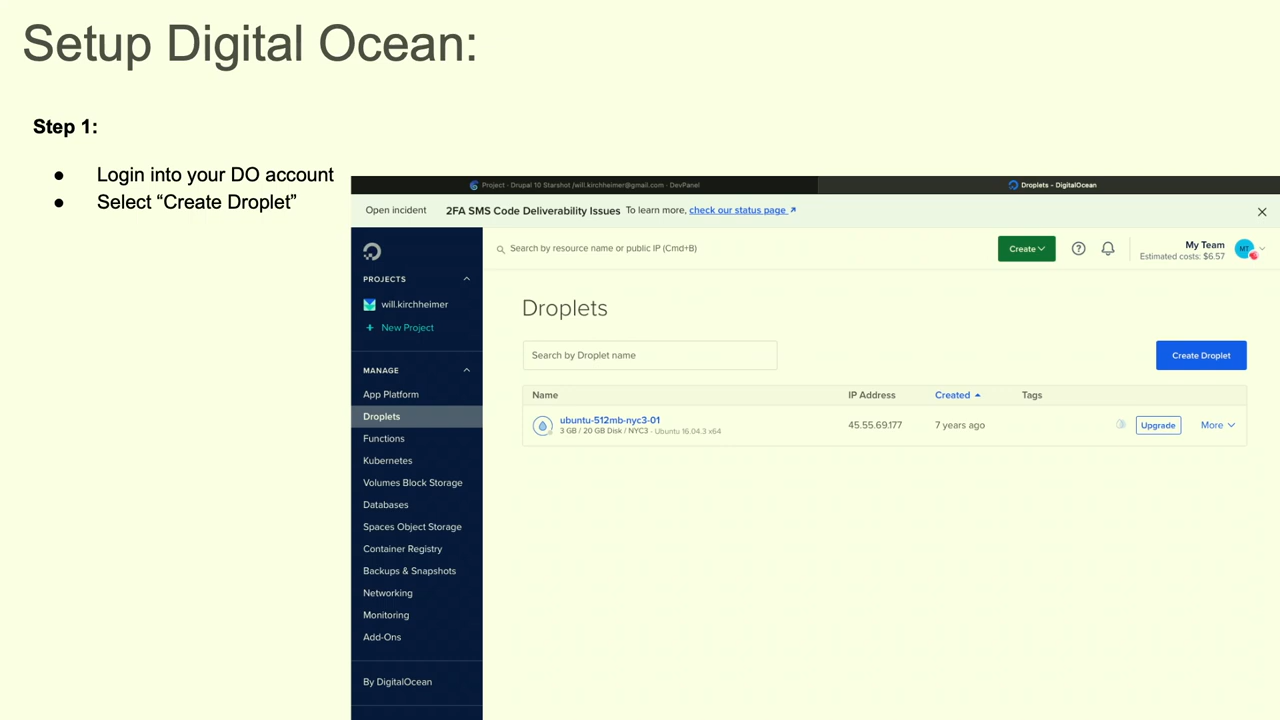 Setup Digital Ocean:
Step 1:
● Login into your DO account
● Select “Create Droplet”
Project - Drupal 10 Starshot /will.kirchheimer@gmail.com - DevPanel
Droplets - DigitalOcean
Open incident 2FA SMS Code Deliverability Issues To learn more, check our status page
Search by resource name or public IP (Cmd+B)
Create
My Team
Estimated costs: $6.57
MT
PROJECTS
will.kirchheimer
+ New Project
MANAGE
App Platform
Droplets
Functions
Kubernetes
Volumes Block Storage
Databases
Spaces Object Storage
Container Registry
Backups & Snapshots
Networking
Monitoring
Add-Ons
By DigitalOcean
Droplets
Search by Droplet name
Create Droplet
Name IP Address Created Tags
ubuntu-512mb-nyc3-01
3 GB / 20 GB Disk / NYC3 - Ubuntu 16.04.3 x64
45.55.69.177 7 years ago Upgrade More